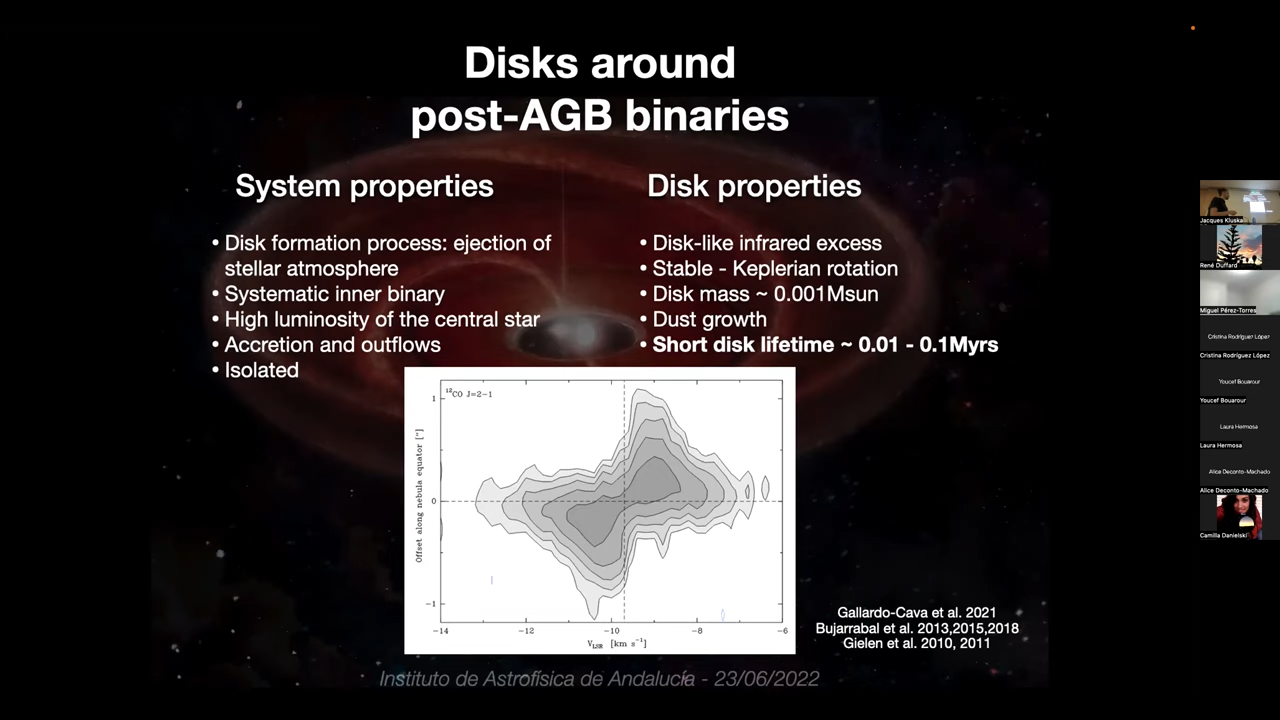 Disks around
post-AGB binaries
System properties
• Disk formation process: ejection of
stellar atmosphere
• Systematic inner binary
• High luminosity of the central star
• Accretion and outflows
• Isolated
Disk properties
• Disk-like infrared excess
• Stable - Keplerian rotation
• Disk mass ~ 0.001Msun
• Dust growth
• Short disk lifetime ~ 0.01 - 0.1Myrs
¹²CO J=2−1
Offset along nebula equator ["]
1
0
−1
−14 −12 −10 −8 −6
V_LSR [km s⁻¹]
Gallardo-Cava et al. 2021
Bujarrabal et al. 2013,2015,2018
Gielen et al. 2010, 2011
Instituto de Astrofísica de Andalucía - 23/06/2022
Jacques Kluska
René Duffard
Miguel Pérez-Torres
Cristina Rodríguez López
Cristina Rodríguez López
Youcef Bouarour
Youcef Bouarour
Laura Hermosa
Laura Hermosa
Alice Deconto-Machado
Alice Deconto-Machado
Camilla Danielski